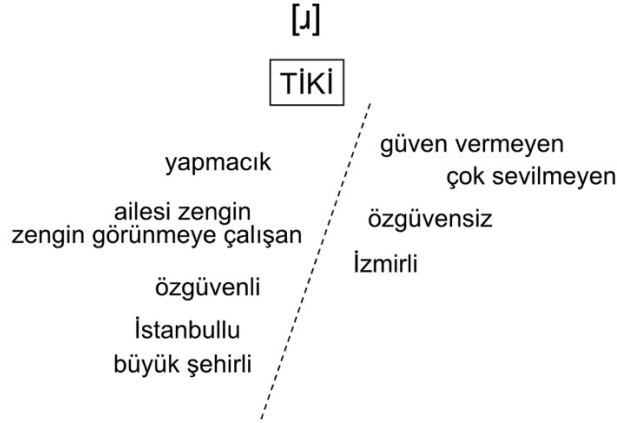 [ɹ]
TİKİ
yapmacık
ailesi zengin
zengin görünmeye çalışan
özgüvenli
İstanbullu
büyük şehirli
güven vermeyen
çok sevilmeyen
özgüvensiz
İzmirli